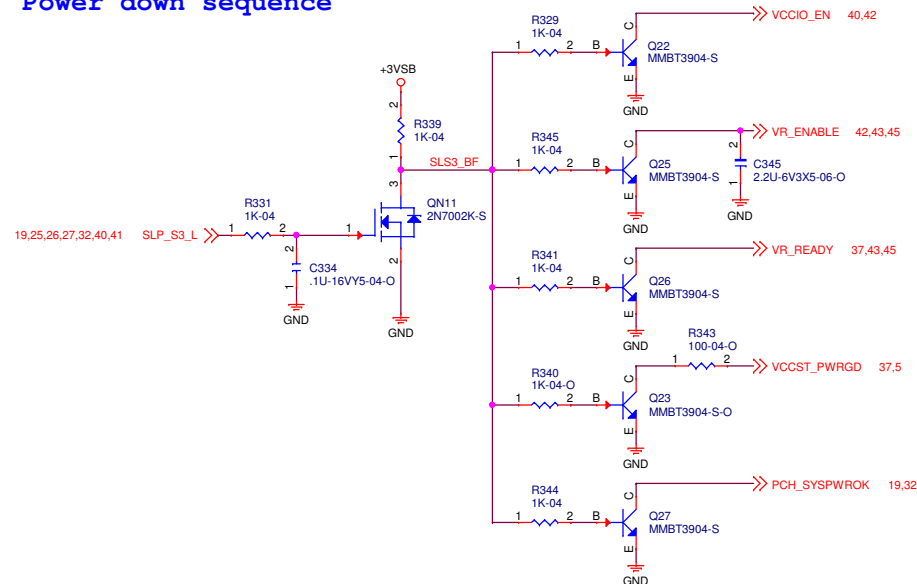 Power down sequence
R329
1K-04
1
2
B
C
E
Q22
MMBT3904-S
GND
VCCIO_EN 40,42
+3VSB
2
R339
1K-04
1
SLS3_BF
R345
1K-04
1
2
B
C
E
Q25
MMBT3904-S
GND
VR_ENABLE 42,43,45
2
C345
2.2U-6V3X5-06-O
1
GND
3
QN11
2N7002K-S
R331
1K-04
19,25,26,27,32,40,41 SLP_S3_L
1
2
1
2
2
C334
.1U-16VY5-04-O
1
GND
GND
R341
1K-04
1
2
B
C
E
Q26
MMBT3904-S
GND
VR_READY 37,43,45
R343
100-04-O
1
2
VCCST_PWRGD 37,5
R340
1K-04-O
1
2
B
C
E
Q23
MMBT3904-S-O
GND
R344
1K-04
1
2
B
C
E
Q27
MMBT3904-S
GND
PCH_SYSPWROK 19,32